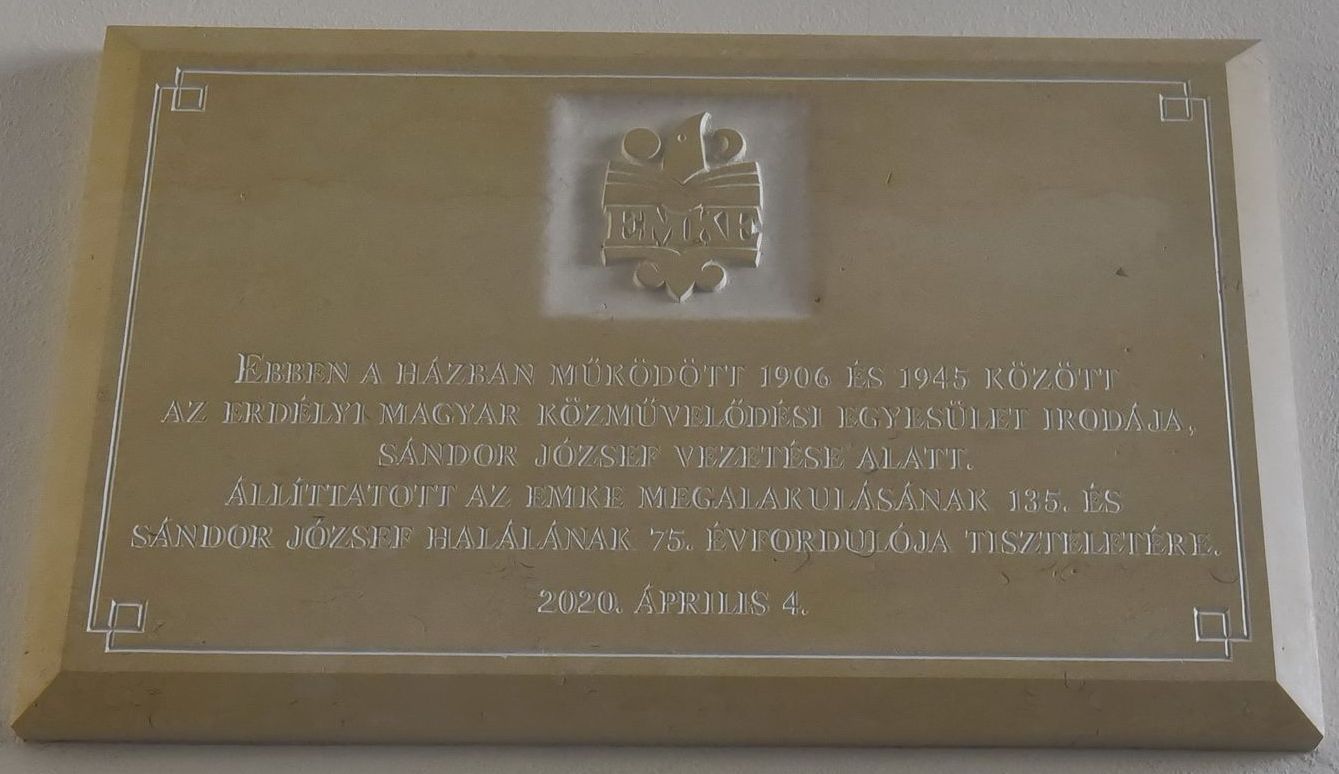 EMKE
EBBEN A HÁZBAN MŰKÖDÖTT 1906 ÉS 1945 KÖZÖTT
AZ ERDÉLYI MAGYAR KÖZMŰVELŐDÉSI EGYESÜLET IRODÁJA,
SÁNDOR JÓZSEF VEZETÉSE ALATT.
ÁLLÍTTATOTT AZ EMKE MEGALAKULÁSÁNAK 135. ÉS
SÁNDOR JÓZSEF HALÁLÁNAK 75. ÉVFORDULÓJA TISZTELETÉRE.
2020. ÁPRILIS 4.